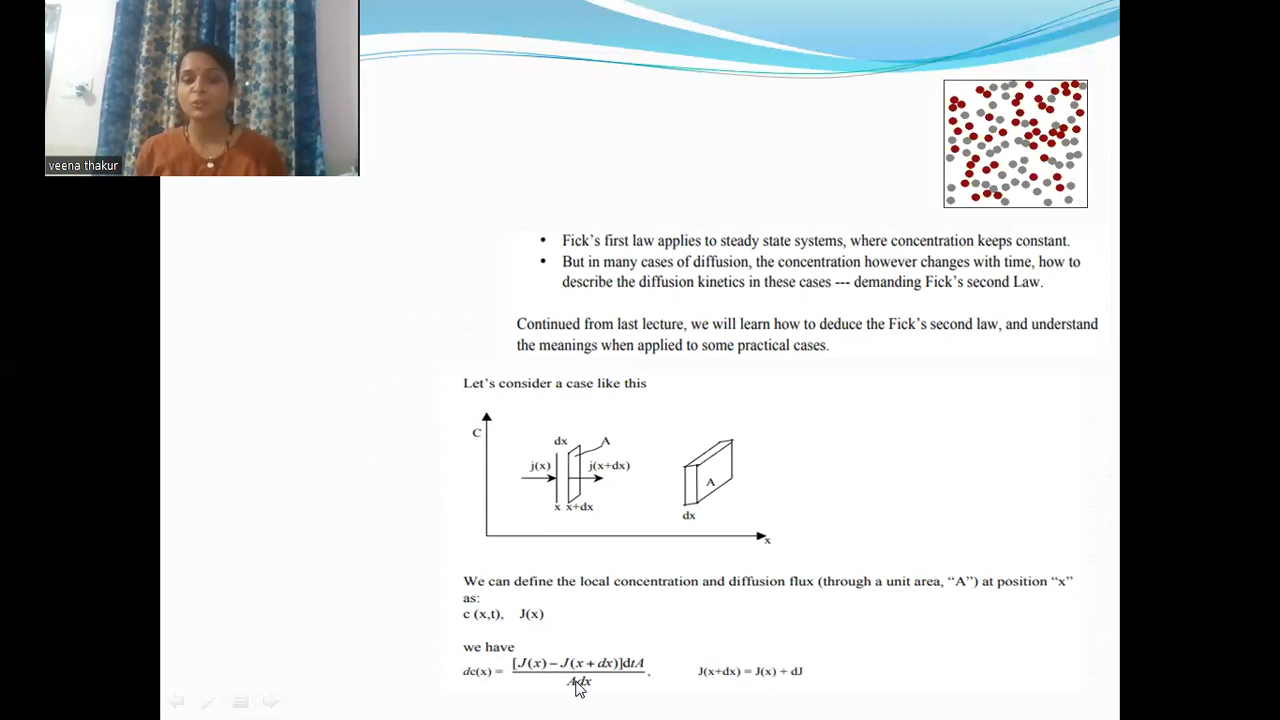 veena thakur
• Fick's first law applies to steady state systems, where concentration keeps constant.
• But in many cases of diffusion, the concentration however changes with time, how to
describe the diffusion kinetics in these cases --- demanding Fick's second Law.
Continued from last lecture, we will learn how to deduce the Fick's second law, and understand
the meanings when applied to some practical cases.
Let's consider a case like this
C
dx A
j(x) j(x+dx)
x x+dx
A
dx
x
We can define the local concentration and diffusion flux (through a unit area, “A”) at position “x”
as:
c (x,t), J(x)
we have
dc(x) = [J(x) − J(x + dx)]dtA / Adx, J(x+dx) = J(x) + dJ